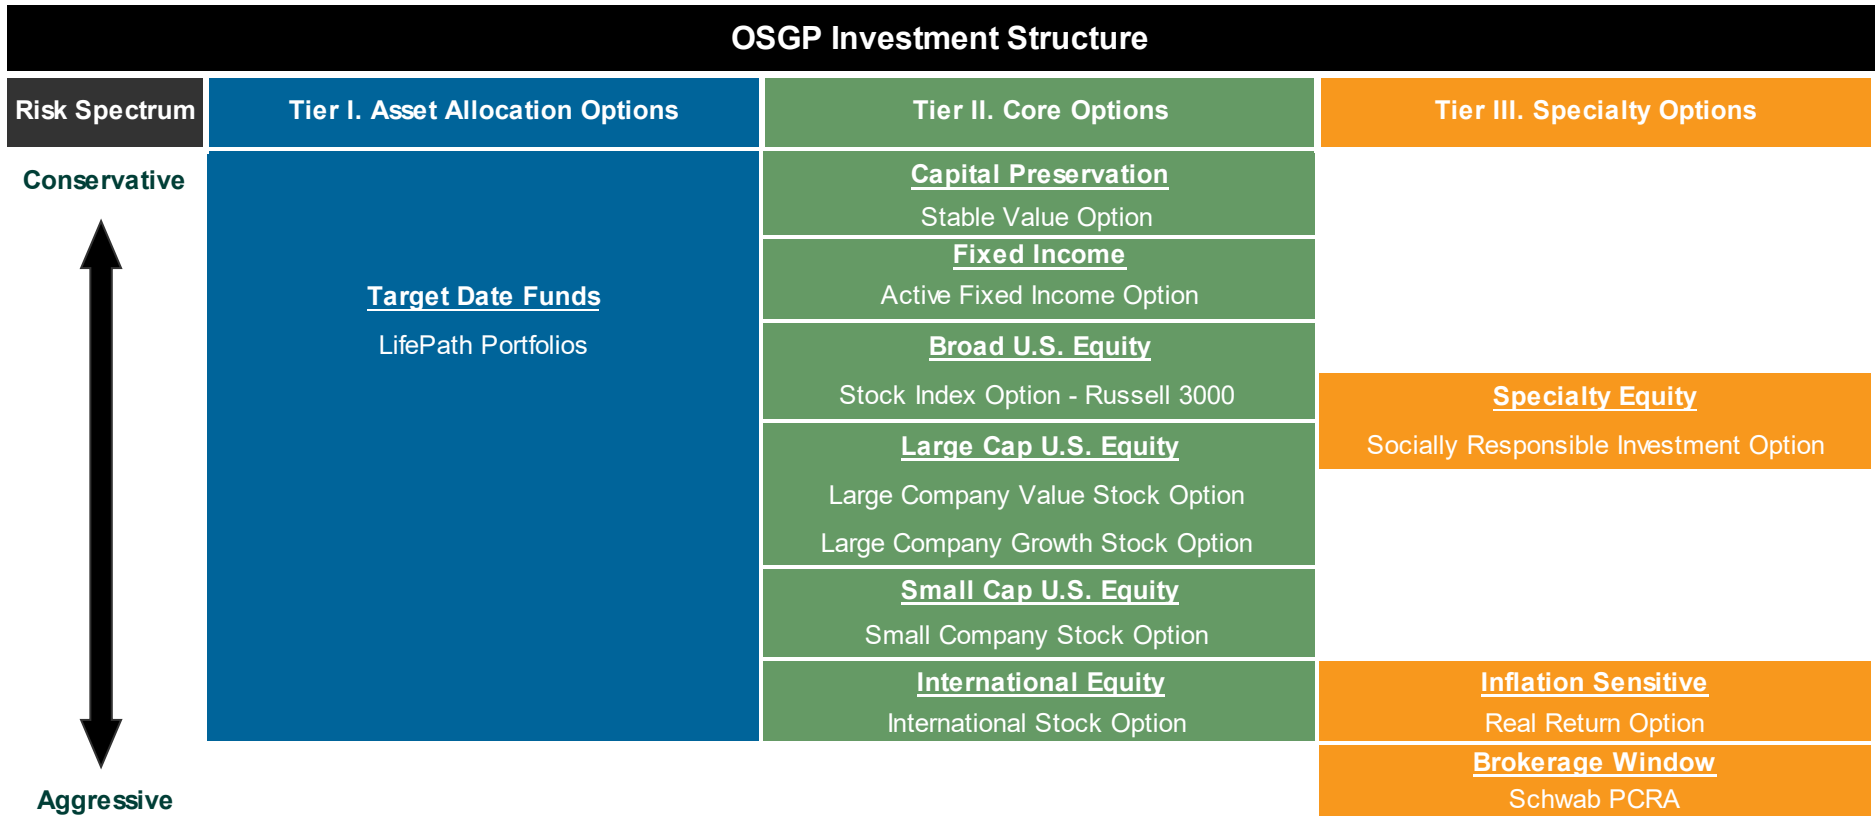 OSGP Investment Structure
Risk Spectrum
Tier I. Asset Allocation Options
Tier II. Core Options
Tier III. Specialty Options
Conservative
Aggressive
Target Date Funds
LifePath Portfolios
Capital Preservation
Stable Value Option
Fixed Income
Active Fixed Income Option
Broad U.S. Equity
Stock Index Option - Russell 3000
Large Cap U.S. Equity
Large Company Value Stock Option
Large Company Growth Stock Option
Small Cap U.S. Equity
Small Company Stock Option
International Equity
International Stock Option
Specialty Equity
Socially Responsible Investment Option
Inflation Sensitive
Real Return Option
Brokerage Window
Schwab PCRA